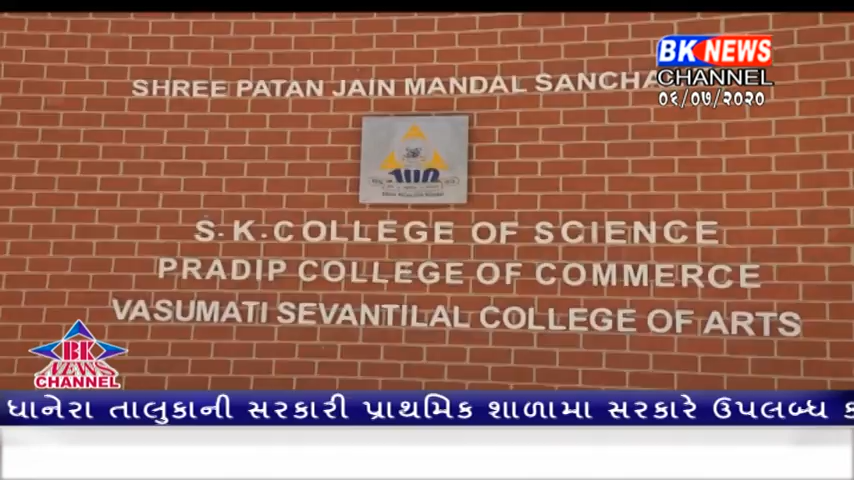 BK NEWS
CHANNEL
૦૬/૦૭/૨૦૨૦
SHREE PATAN JAIN MANDAL
S.K.COLLEGE OF SCIENCE
PRADIP COLLEGE OF COMMERCE
VASUMATI SEVANTILAL COLLEGE OF ARTS
BK
NEWS
CHANNEL
ધાનેરા તાલુકાની સરકારી પ્રાથમિક શાળામા સરકારે ઉપલબ્ધ